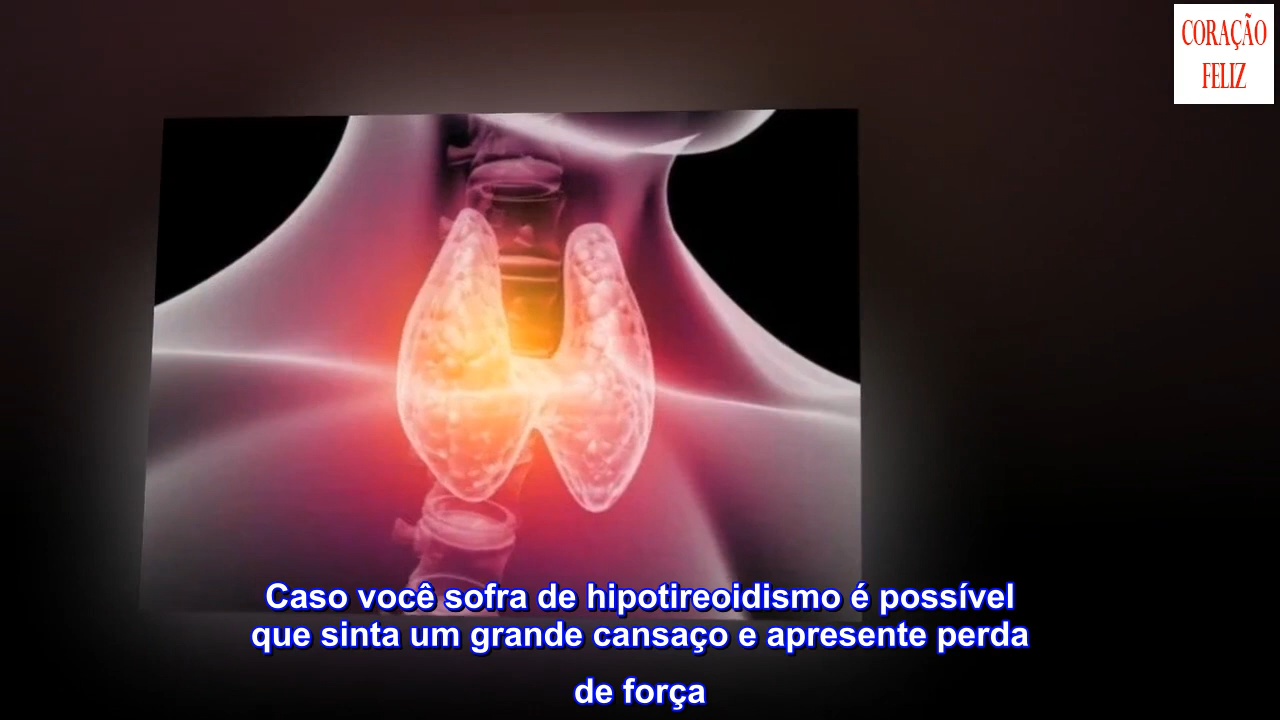 CORAÇÃO
FELIZ
Caso você sofra de hipotireoidismo é possível
que sinta um grande cansaço e apresente perda
de força